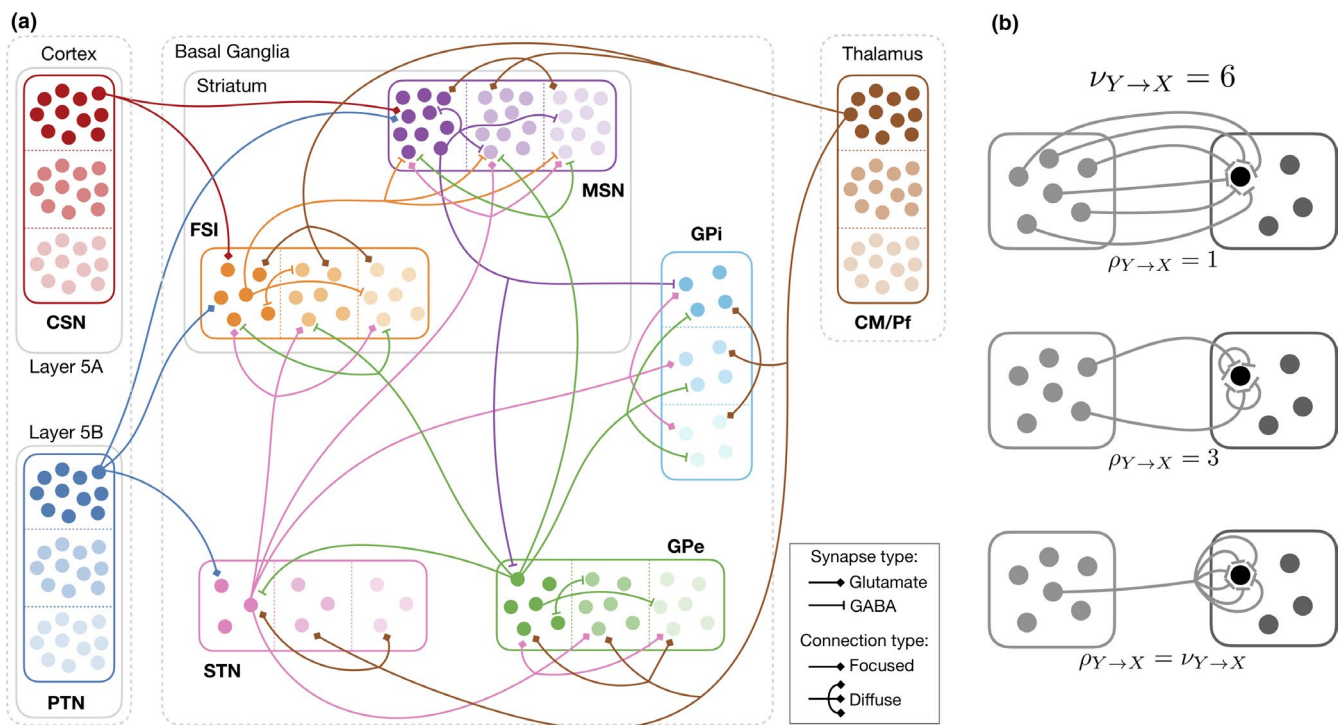 (a)
Cortex
CSN
Layer 5A
Layer 5B
PTN
Basal Ganglia
Striatum
MSN
FSI
GPi
GPe
STN
Thalamus
CM/Pf
Synapse type:
Glutamate
GABA
Connection type:
Focused
Diffuse
(b)
ν_{Y→X} = 6
ρ_{Y→X} = 1
ρ_{Y→X} = 3
ρ_{Y→X} = ν_{Y→X}